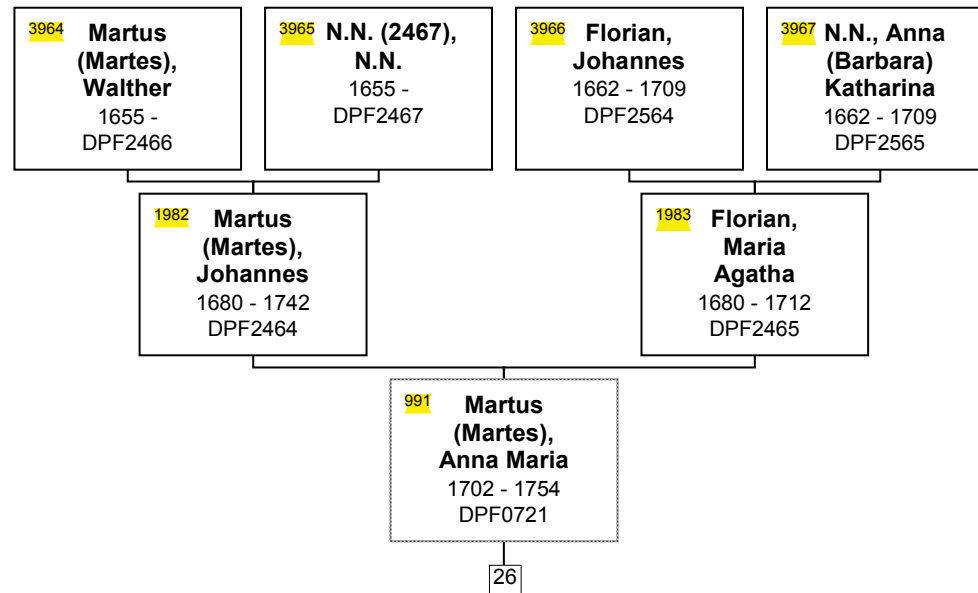 3964 Martus
(Martes),
Walther
1655 -
DPF2466
3965 N.N. (2467),
N.N.
1655 -
DPF2467
3966 Florian,
Johannes
1662 - 1709
DPF2564
3967 N.N., Anna
(Barbara)
Katharina
1662 - 1709
DPF2565
1982 Martus
(Martes),
Johannes
1680 - 1742
DPF2464
1983 Florian,
Maria
Agatha
1680 - 1712
DPF2465
991 Martus
(Martes),
Anna Maria
1702 - 1754
DPF0721
26